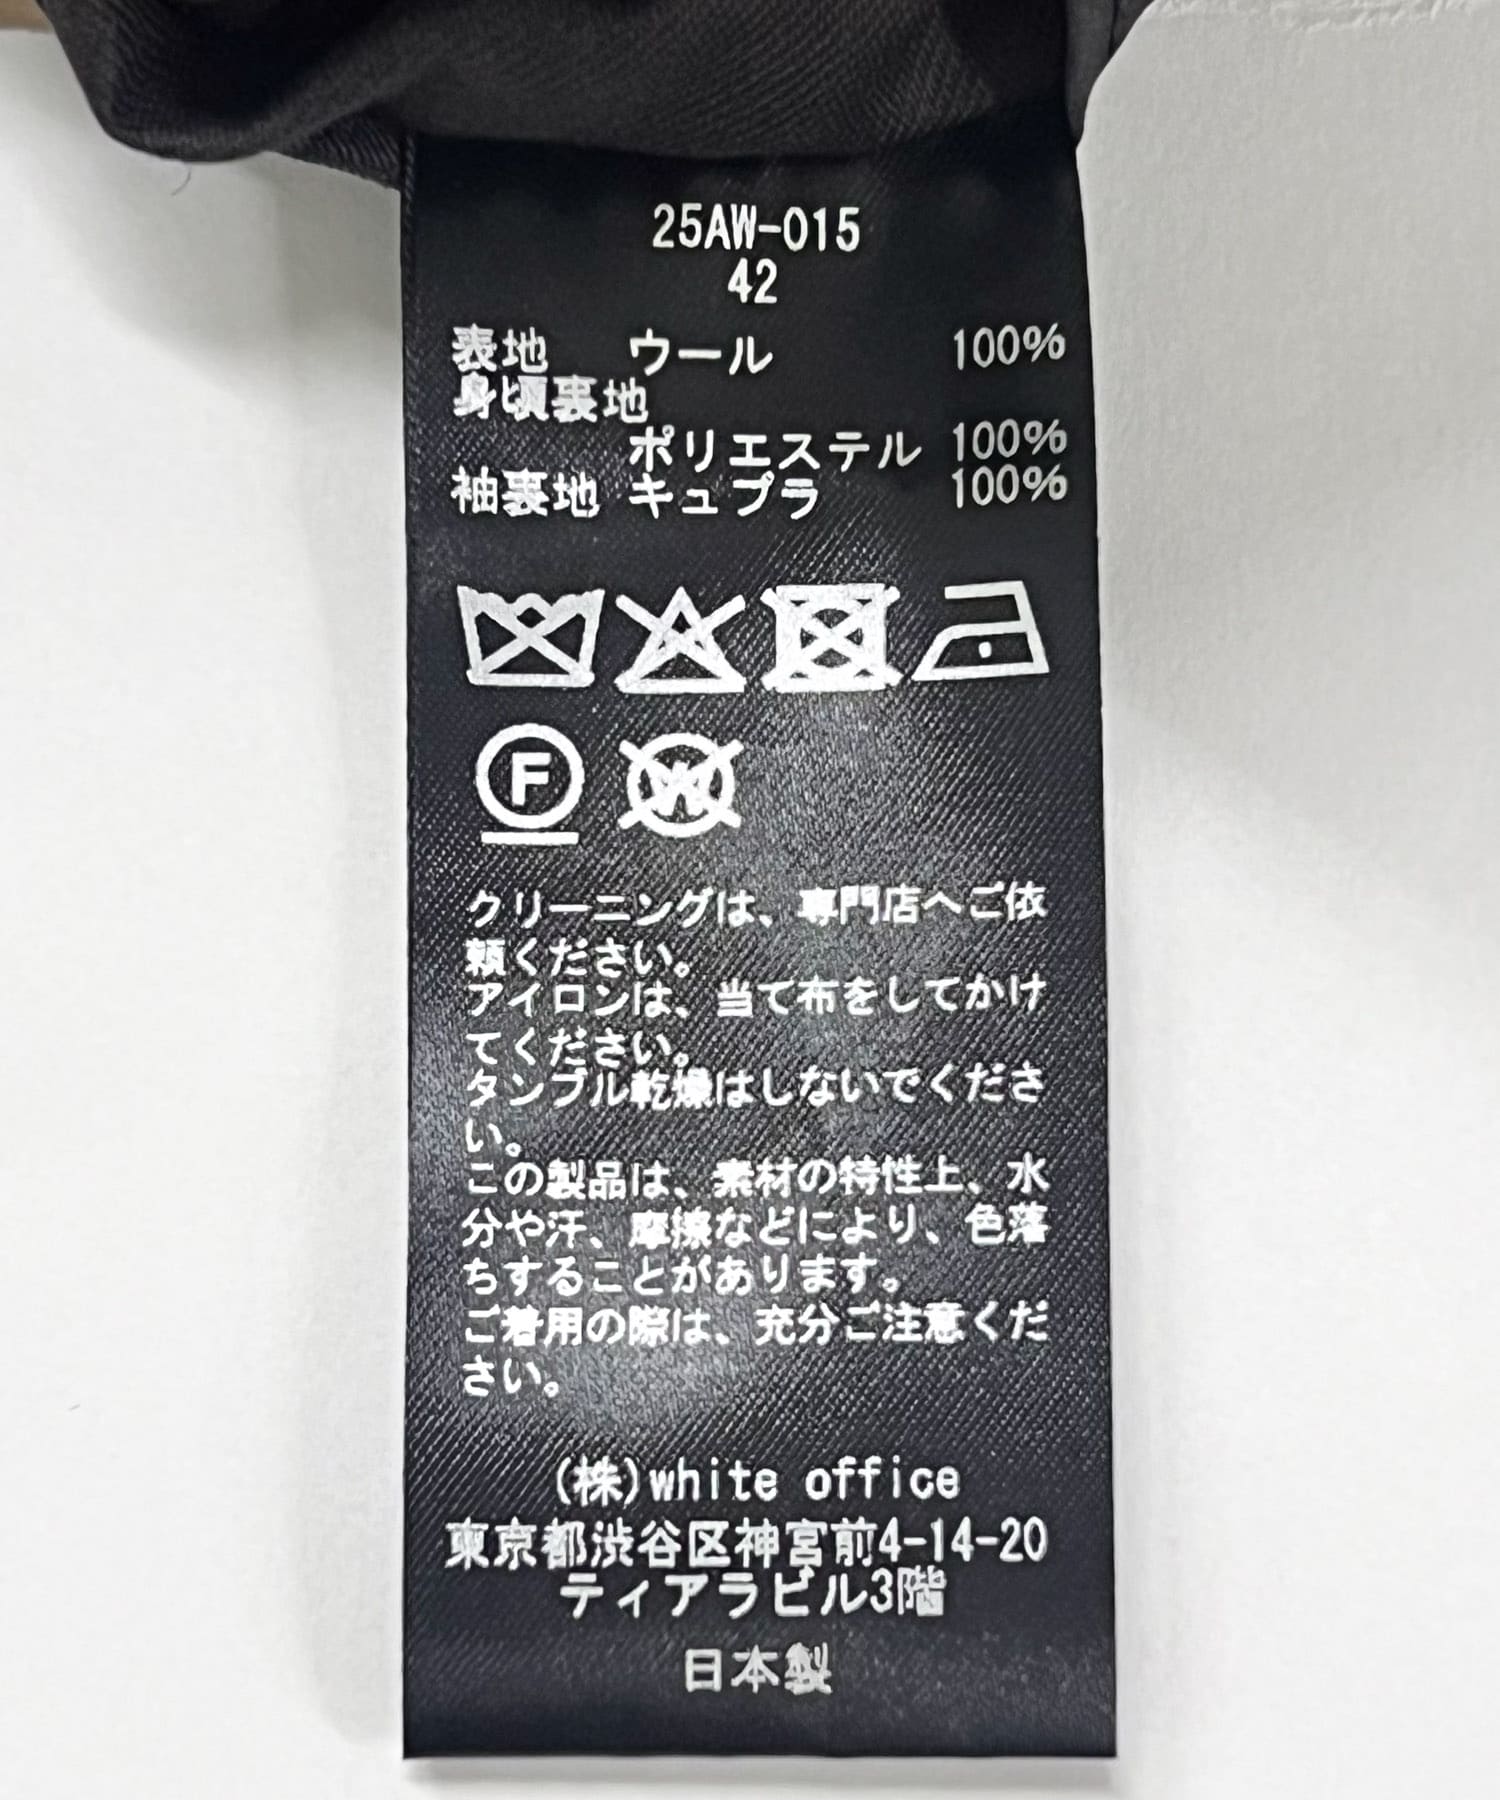 25AW-015
42
表地 ウール 100%
身頃裏地
ポリエステル 100%
袖裏地 キュプラ 100%
F
W
クリーニングは、専門店へご依
頼ください。
アイロンは、当て布をしてかけ
てください。
タンブル乾燥はしないでくださ
い。
この製品は、素材の特性上、水
分や汗、摩擦などにより、色落
ちすることがあります。
ご着用の際は、充分ご注意くだ
さい。
(株)white office
東京都渋谷区神宮前4-14-20
ティアラビル3階
日本製